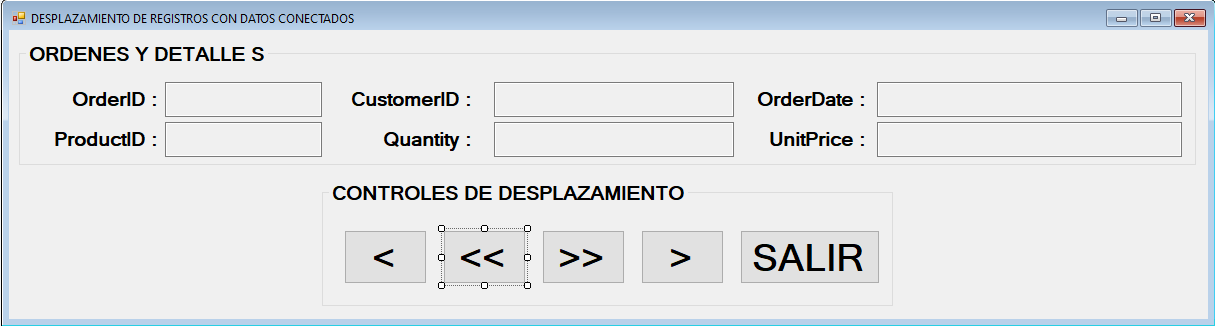 DESPLAZAMIENTO DE REGISTROS CON DATOS CONECTADOS
ORDENES Y DETALLE S
OrderID : CustomerID : OrderDate :
ProductID : Quantity : UnitPrice :
CONTROLES DE DESPLAZAMIENTO
< << >> > SALIR